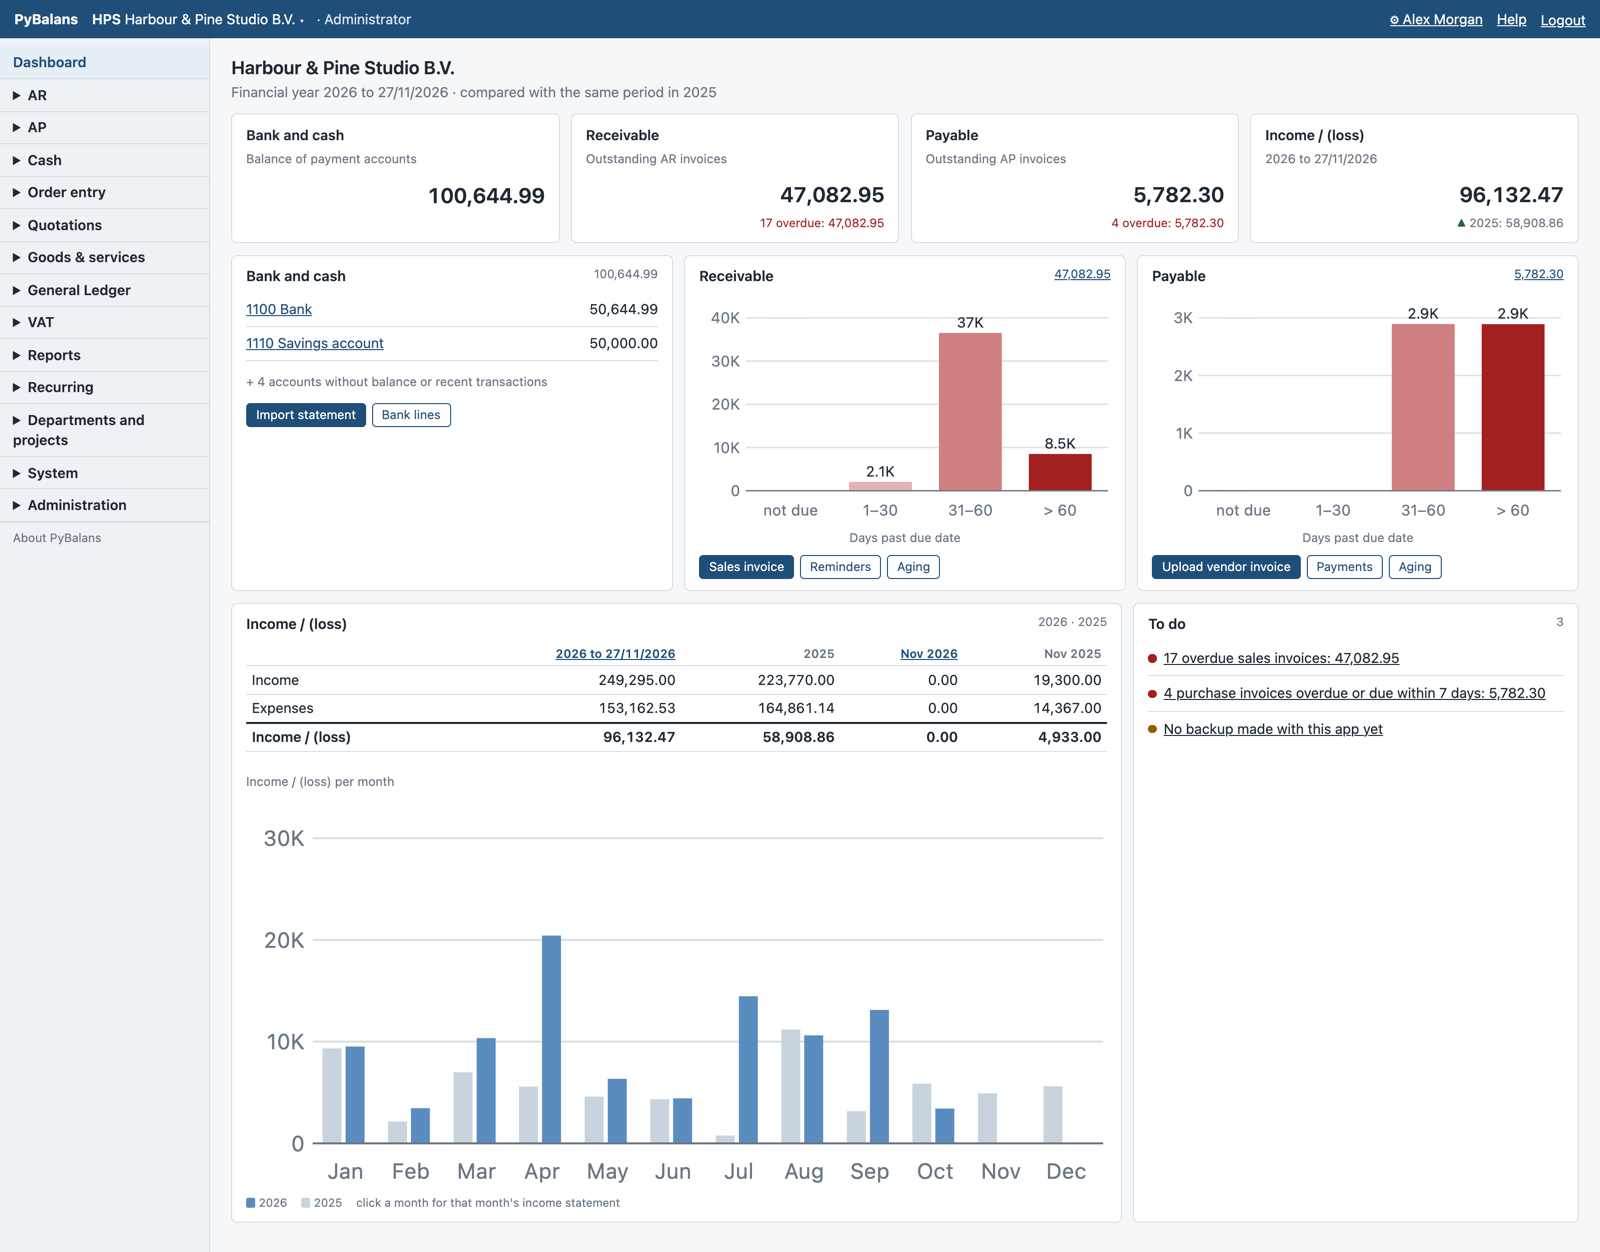 PyBalans HPS Harbour & Pine Studio B.V. ▾ · Administrator ⚙ Alex Morgan Help Logout
Dashboard
▶ AR
▶ AP
▶ Cash
▶ Order entry
▶ Quotations
▶ Goods & services
▶ General Ledger
▶ VAT
▶ Reports
▶ Recurring
▶ Departments and
projects
▶ System
▶ Administration
About PyBalans
Harbour & Pine Studio B.V.
Financial year 2026 to 27/11/2026 · compared with the same period in 2025
Bank and cash
Balance of payment accounts
100,644.99
Receivable
Outstanding AR invoices
47,082.95
17 overdue: 47,082.95
Payable
Outstanding AP invoices
5,782.30
4 overdue: 5,782.30
Income / (loss)
2026 to 27/11/2026
96,132.47
▲ 2025: 58,908.86
Bank and cash 100,644.99
1100 Bank 50,644.99
1110 Savings account 50,000.00
+ 4 accounts without balance or recent transactions
Import statement Bank lines
Receivable 47,082.95
40K
30K
20K
10K
0
2.1K
37K
8.5K
not due 1–30 31–60 > 60
Days past due date
Sales invoice Reminders Aging
Payable 5,782.30
3K
2K
1K
0
2.9K
2.9K
not due 1–30 31–60 > 60
Days past due date
Upload vendor invoice Payments Aging
Income / (loss) 2026 · 2025
2026 to 27/11/2026 2025 Nov 2026 Nov 2025
Income 249,295.00 223,770.00 0.00 19,300.00
Expenses 153,162.53 164,861.14 0.00 14,367.00
Income / (loss) 96,132.47 58,908.86 0.00 4,933.00
Income / (loss) per month
30K
20K
10K
0
Jan Feb Mar Apr May Jun Jul Aug Sep Oct Nov Dec
2026 2025 click a month for that month's income statement
To do 3
17 overdue sales invoices: 47,082.95
4 purchase invoices overdue or due within 7 days: 5,782.30
No backup made with this app yet